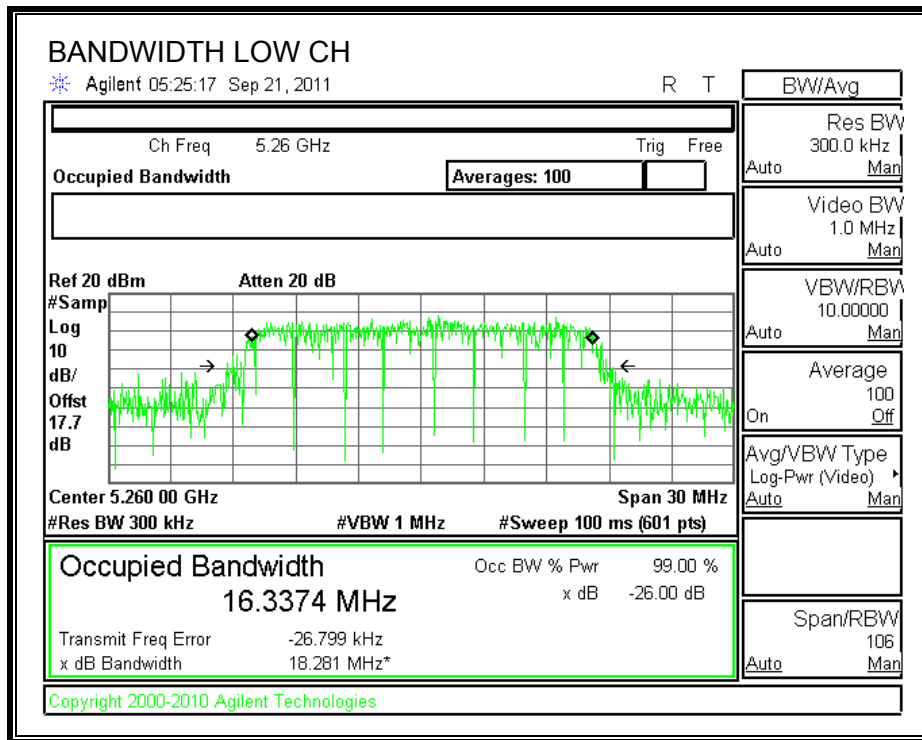 BANDWIDTH LOW CH
Agilent 05:25:17 Sep 21, 2011 R T
Ch Freq 5.26 GHz Trig Free
Occupied Bandwidth Averages: 100
Ref 20 dBm Atten 20 dB
#Samp
Log
10
dB/
Offst
17.7
dB
Center 5.260 00 GHz Span 30 MHz
#Res BW 300 kHz #VBW 1 MHz #Sweep 100 ms (601 pts)
Occupied Bandwidth Occ BW % Pwr 99.00 %
16.3374 MHz x dB -26.00 dB
Transmit Freq Error -26.799 kHz
x dB Bandwidth 18.281 MHz*
Copyright 2000-2010 Agilent Technologies
BW/Avg
Res BW
300.0 kHz
Auto Man
Video BW
1.0 MHz
Auto Man
VBW/RBW
10.00000
Auto Man
Average
100
On Off
Avg/VBW Type
Log-Pwr (Video)
Auto Man
Span/RBW
106
Auto Man